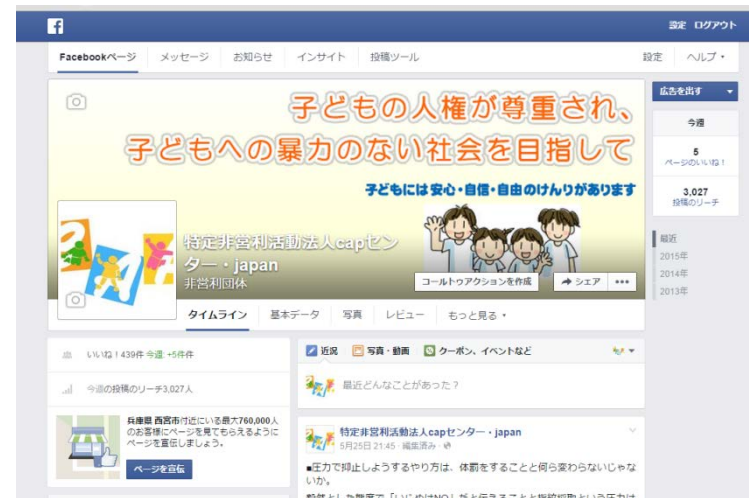 設定 ログアウト
Facebookページ メッセージ お知らせ インサイト 投稿ツール 設定 ヘルプ
広告を出す
今週
5
ページのいいね!
3,027
投稿のリーチ
最近
2015年
2014年
2013年
子どもの人権が尊重され、
子どもへの暴力のない社会を目指して
子どもには安心・自信・自由のけんりがあります
特定非営利活動法人capセン
ター・japan
非営利団体
コールトゥアクションを作成 シェア
タイムライン 基本データ 写真 レビュー もっと見る
いいね!439件 今週: +5件件
今週の投稿のリーチ3,027人
兵庫県 西宮市付近にいる最大760,000人
のお客様にページを見てもらえるように
ページを宣伝しましょう。
ページを宣伝
近況 写真・動画 クーポン、イベントなど
最近どんなことがあった?
特定非営利活動法人capセンター・japan
5月25日 21:45 · 編集済み
■圧力で抑止しようするやり方は、体罰をすることと何ら変わらないじゃな
いか。